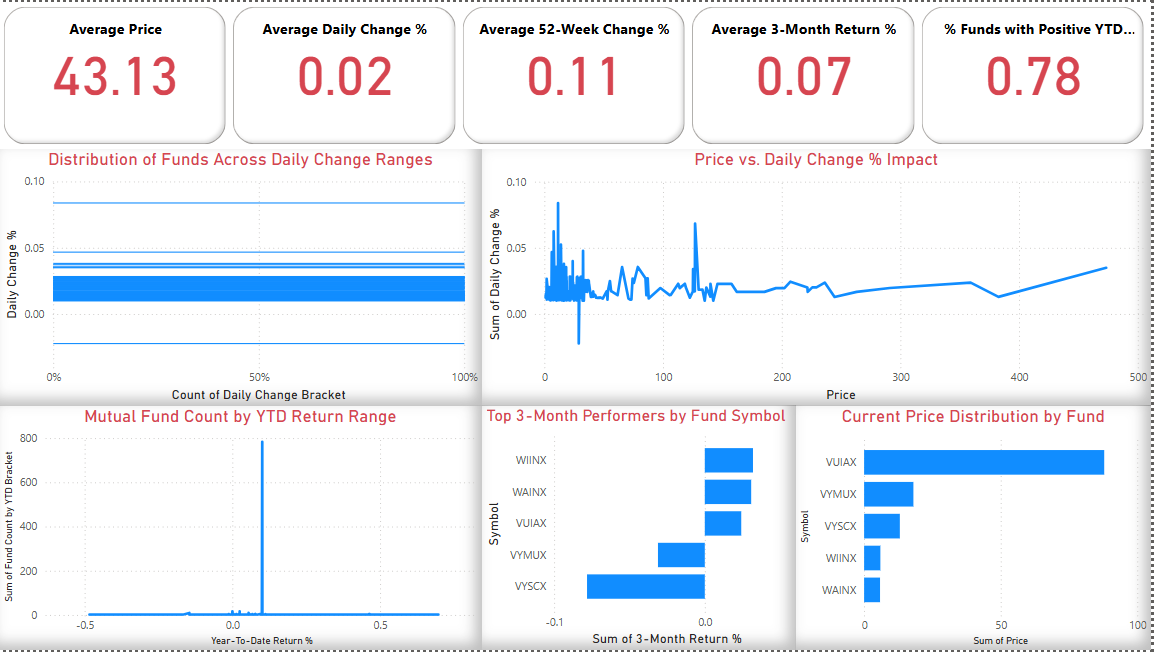 Average Price
43.13
Average Daily Change %
0.02
Average 52-Week Change %
0.11
Average 3-Month Return %
0.07
% Funds with Positive YTD...
0.78
Distribution of Funds Across Daily Change Ranges
Daily Change %
0.10
0.05
0.00
0%
50%
100%
Count of Daily Change Bracket
Price vs. Daily Change % Impact
Sum of Daily Change %
0.10
0.05
0.00
0
100
200
300
400
500
Price
Mutual Fund Count by YTD Return Range
Sum of Fund Count by YTD Bracket
800
600
400
200
0
-0.5
0.0
0.5
Year-To-Date Return %
Top 3-Month Performers by Fund Symbol
Symbol
WIINX
WAINX
VUIAX
VYMUX
VYSCX
-0.1
0.0
Sum of 3-Month Return %
Current Price Distribution by Fund
Symbol
VUIAX
VYMUX
VYSCX
WIINX
WAINX
0
50
100
Sum of Price